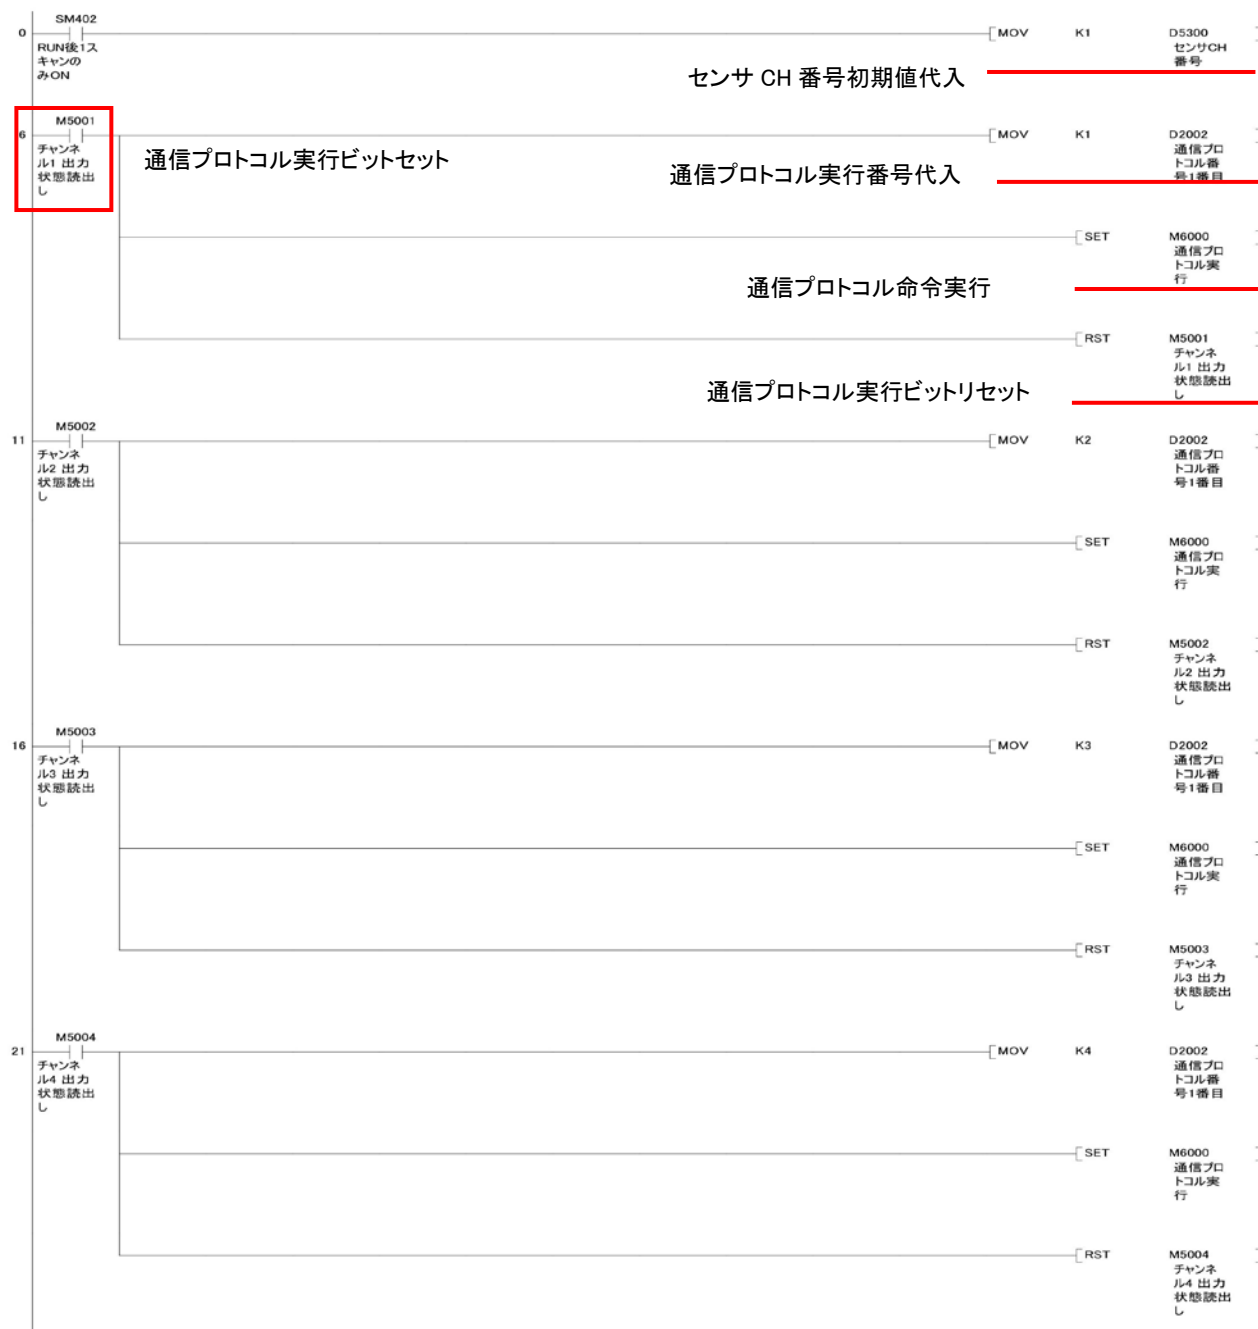 SM402
0
MOV K1 D5300
RUN後1ス
キャンの
みON
センサCH
番号
センサ CH 番号初期値代入
M5001
6
MOV K1 D2002
チャンネ
ル1 出力
状態読出
し
通信プロトコル実行ビットセット
通信プロ
トコル番
号1番目
通信プロトコル実行番号代入
SET M6000
通信プロ
トコル実
行
通信プロトコル命令実行
RST M5001
チャンネ
ル1 出力
状態読出
し
通信プロトコル実行ビットリセット
M5002
11
MOV K2 D2002
チャンネ
ル2 出力
状態読出
し
通信プロ
トコル番
号1番目
SET M6000
通信プロ
トコル実
行
RST M5002
チャンネ
ル2 出力
状態読出
し
M5003
16
MOV K3 D2002
チャンネ
ル3 出力
状態読出
し
通信プロ
トコル番
号1番目
SET M6000
通信プロ
トコル実
行
RST M5003
チャンネ
ル3 出力
状態読出
し
M5004
21
MOV K4 D2002
チャンネ
ル4 出力
状態読出
し
通信プロ
トコル番
号1番目
SET M6000
通信プロ
トコル実
行
RST M5004
チャンネ
ル4 出力
状態読出
し